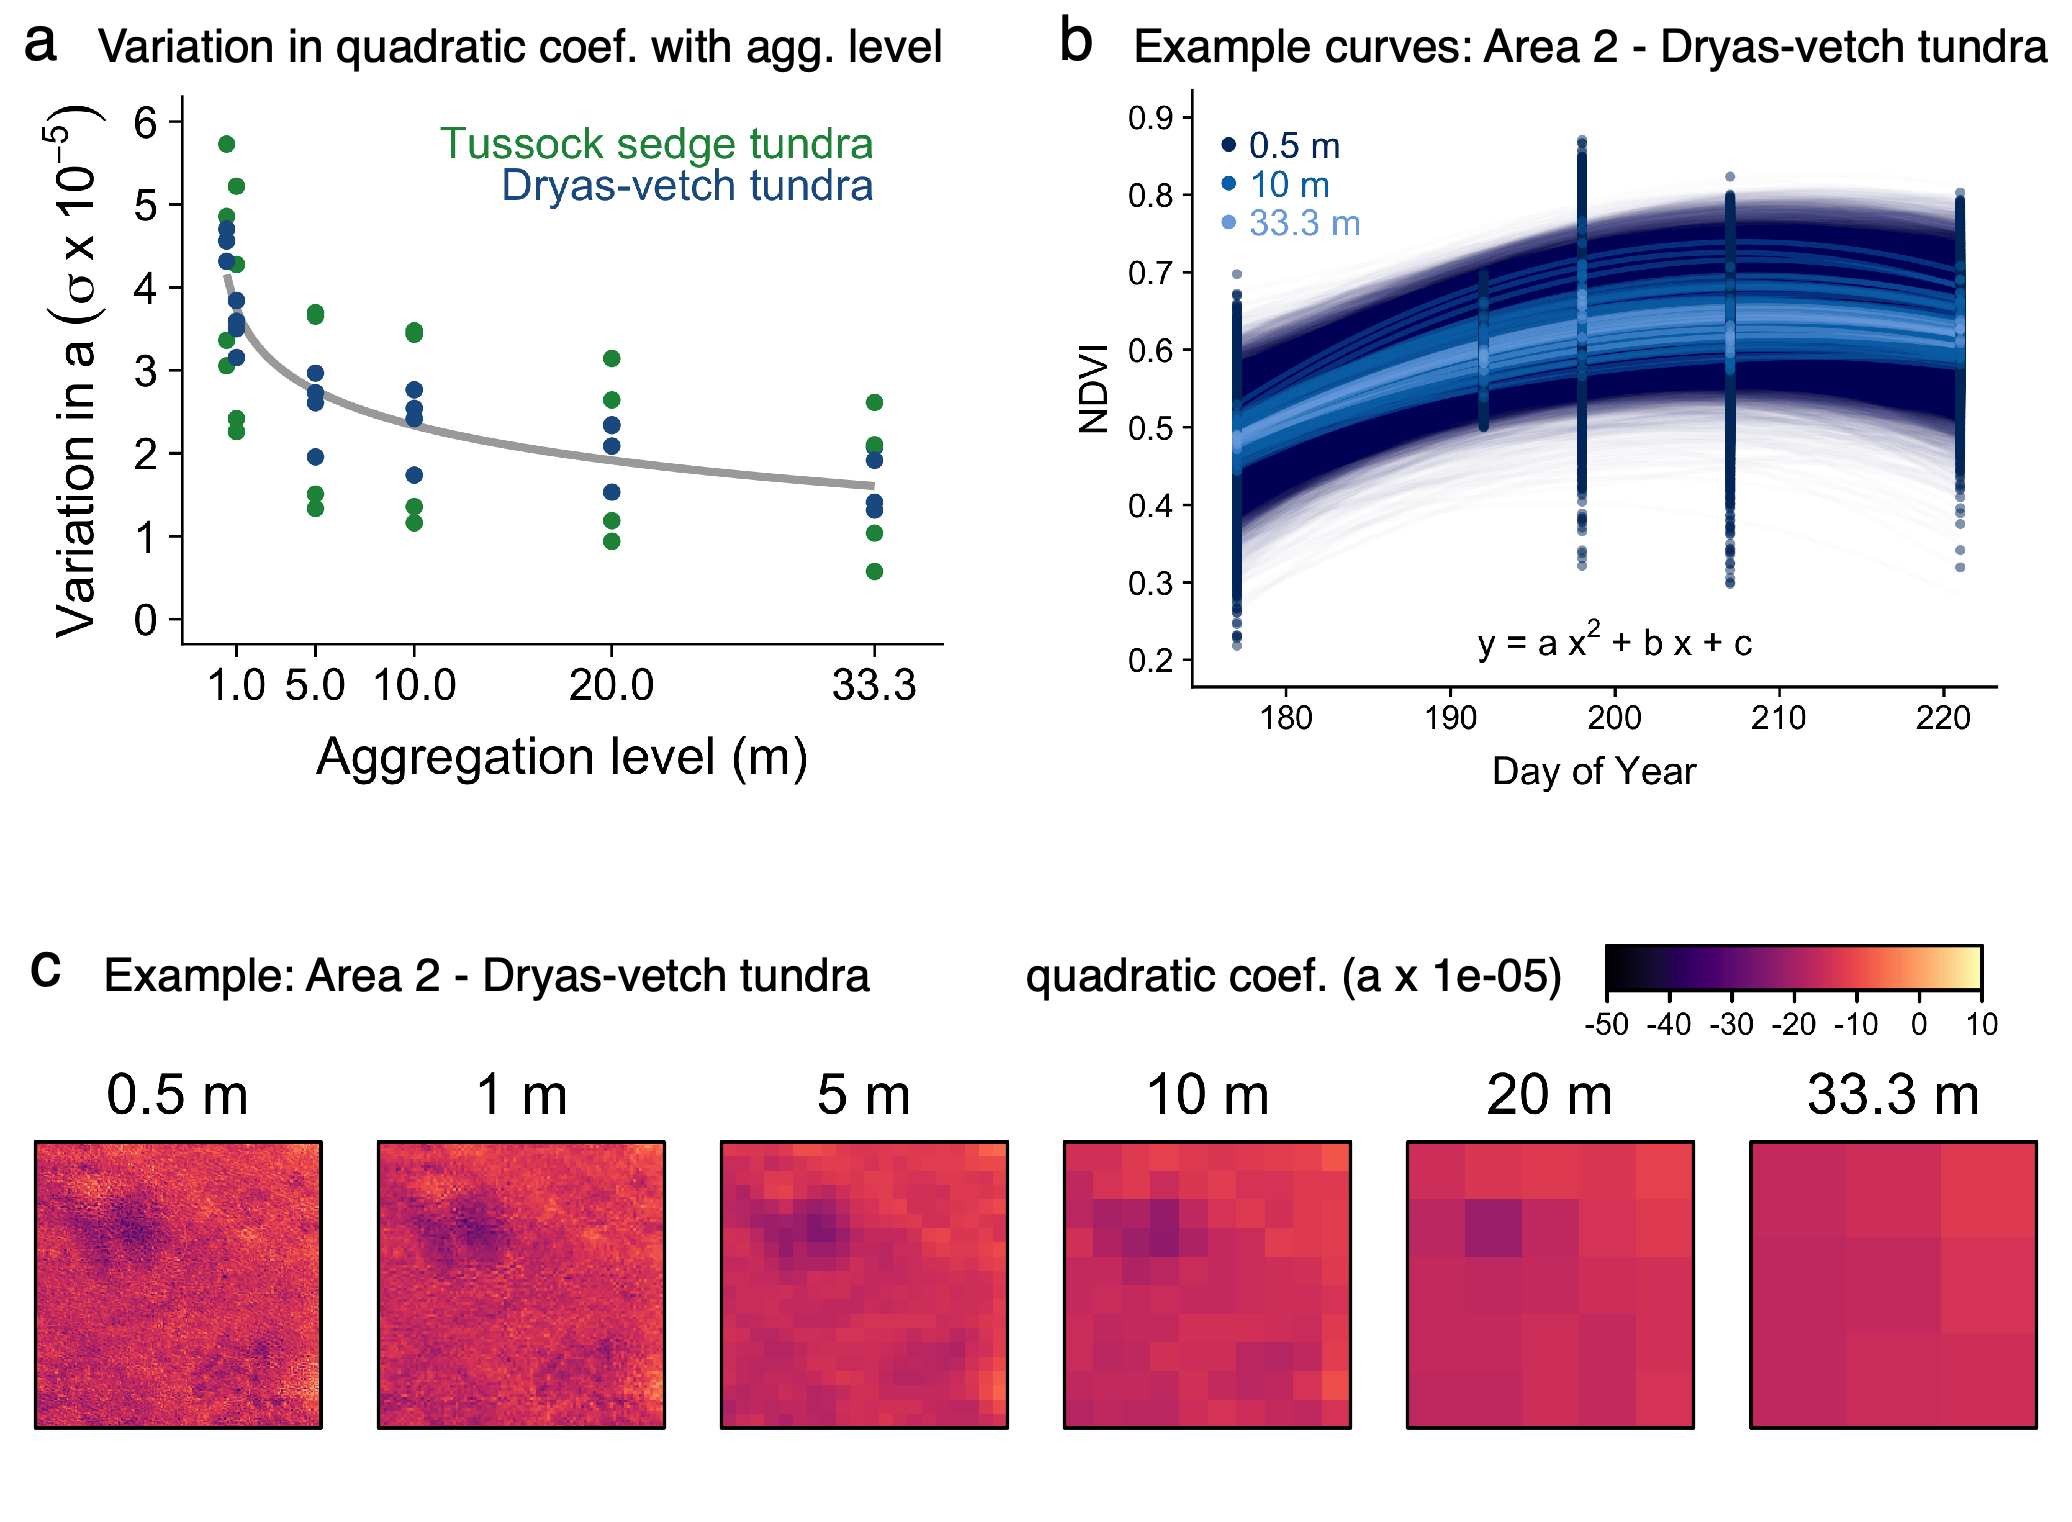 a Variation in quadratic coef. with agg. level
Variation in a (σ x 10⁻⁵)
6
5
4
3
2
1
0
Tussock sedge tundra
Dryas-vetch tundra
1.0 5.0 10.0 20.0 33.3
Aggregation level (m)
b Example curves: Area 2 - Dryas-vetch tundra
NDVI
0.9
0.8
0.7
0.6
0.5
0.4
0.3
0.2
0.5 m
10 m
33.3 m
y = a x² + b x + c
180 190 200 210 220
Day of Year
c Example: Area 2 - Dryas-vetch tundra
quadratic coef. (a x 1e-05)
-50 -40 -30 -20 -10 0 10
0.5 m 1 m 5 m 10 m 20 m 33.3 m